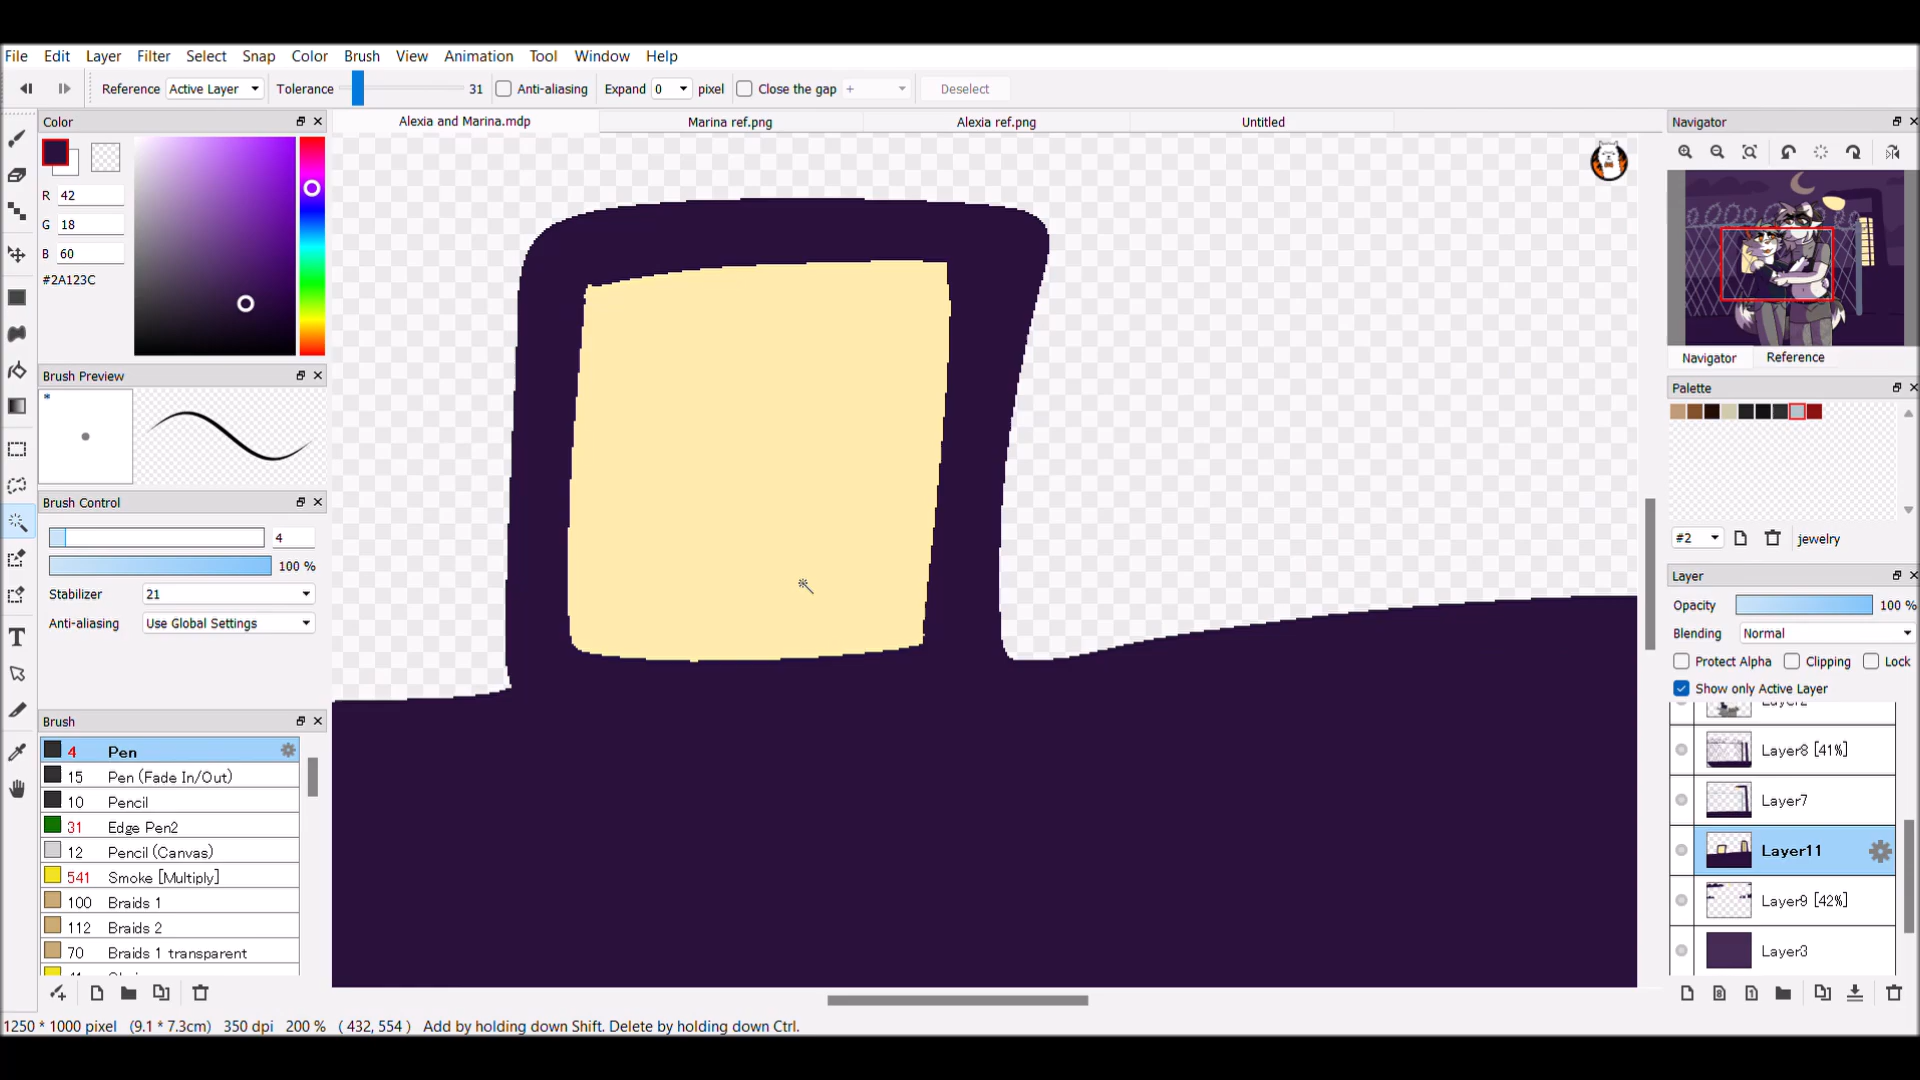 File Edit Layer Filter Select Snap Color Brush View Animation Tool Window Help
Reference Active Layer Tolerance 31 Anti-aliasing Expand 0 pixel Close the gap + Deselect
Color
Alexia and Marina.mdp Marina ref.png Alexia ref.png Untitled
Navigator
R 42
G 18
B 60
#2A123C
Navigator Reference
Brush Preview
*
Palette
#2 jewelry
Brush Control
4
100 %
Stabilizer 21
Anti-aliasing Use Global Settings
Layer
Opacity 100 %
Blending Normal
Protect Alpha Clipping Lock
Show only Active Layer
Layer2
Layer8 [41%]
Layer7
Layer11
Layer9 [42%]
Layer3
Brush
4 Pen
15 Pen (Fade In/Out)
10 Pencil
31 Edge Pen2
12 Pencil (Canvas)
541 Smoke [Multiply]
100 Braids 1
112 Braids 2
70 Braids 1 transparent
1250 * 1000 pixel (9.1 * 7.3cm) 350 dpi 200 % ( 432, 554 ) Add by holding down Shift. Delete by holding down Ctrl.